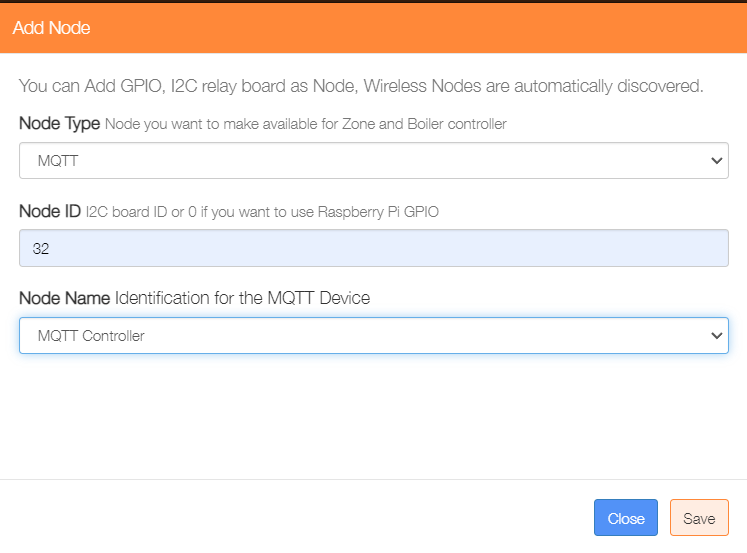 Add Node
You can Add GPIO, I2C relay board as Node, Wireless Nodes are automatically discovered.
Node Type Node you want to make available for Zone and Boiler controller
MQTT
Node ID I2C board ID or 0 if you want to use Raspberry Pi GPIO
32
Node Name Identification for the MQTT Device
MQTT Controller
Close Save